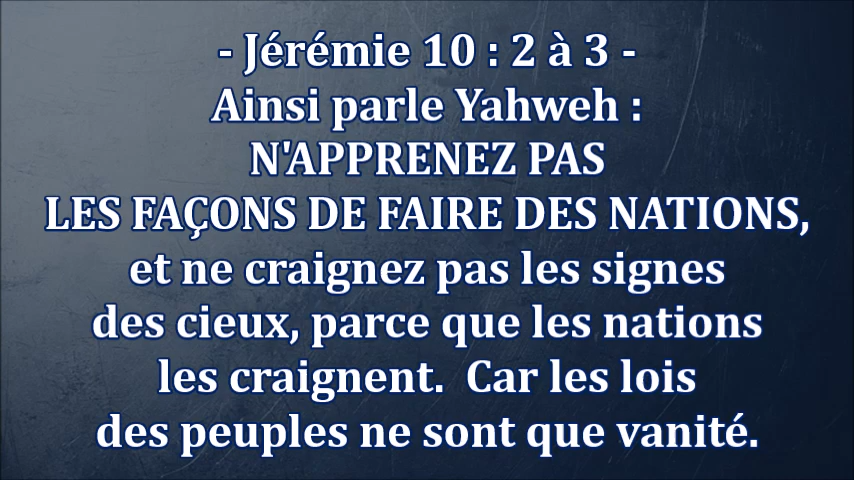 - Jérémie 10 : 2 à 3 -
Ainsi parle Yahweh :
N'APPRENEZ PAS
LES FAÇONS DE FAIRE DES NATIONS,
et ne craignez pas les signes
des cieux, parce que les nations
les craignent.  Car les lois
des peuples ne sont que vanité.